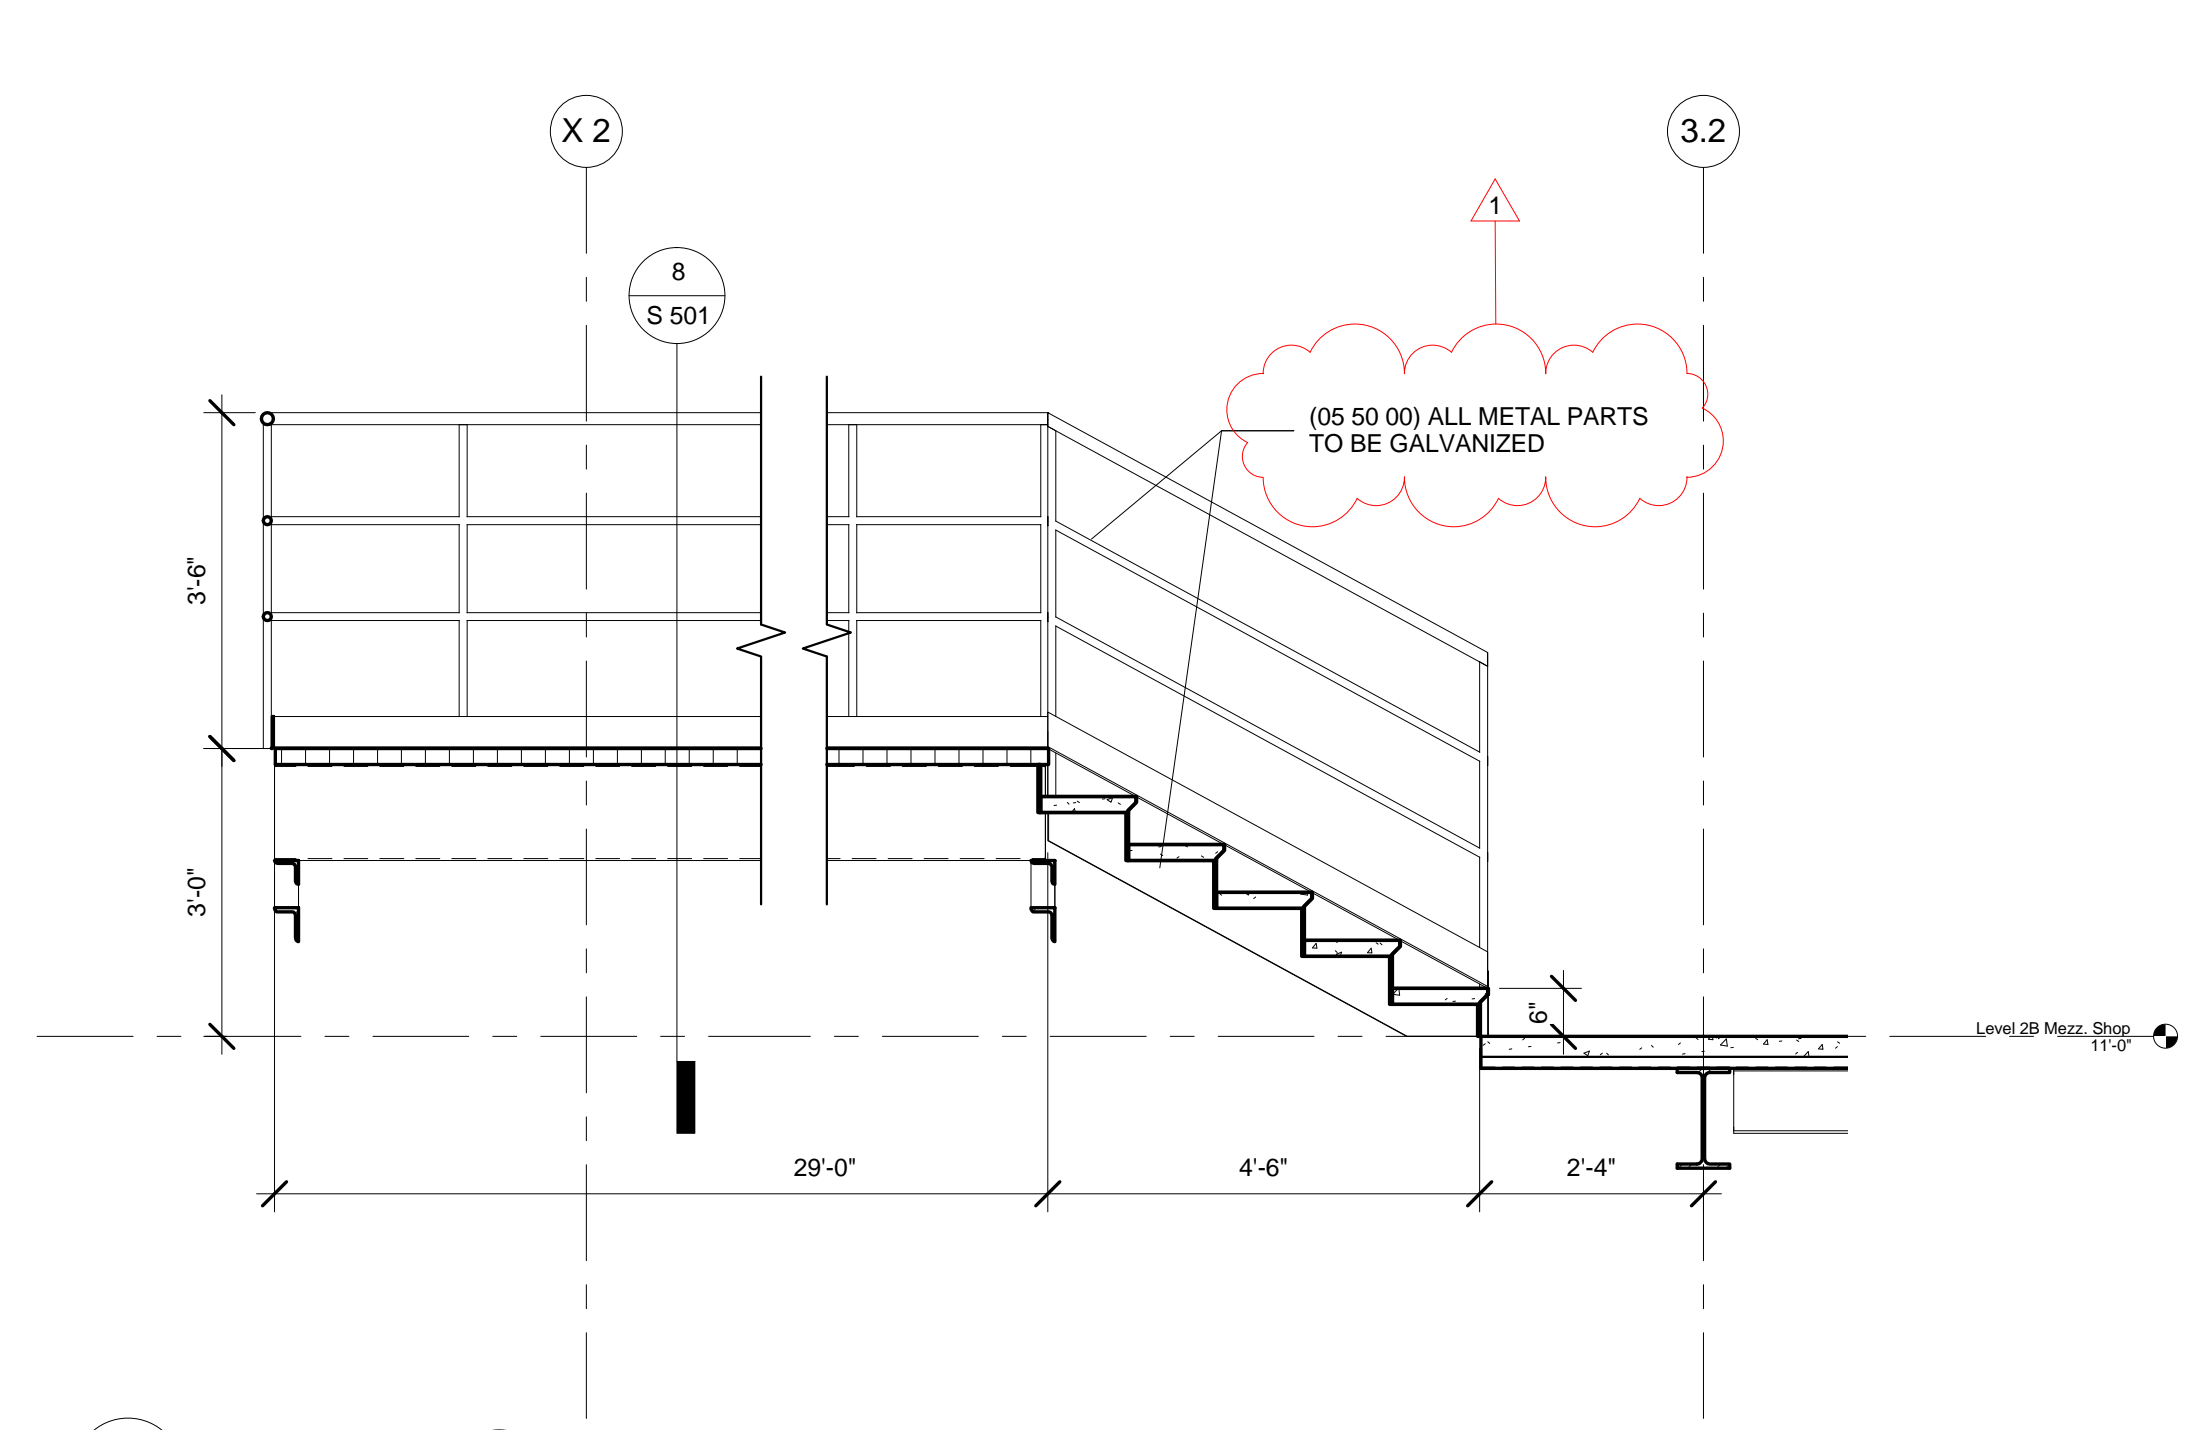 X 2
3.2
1
8
S 501
(05 50 00) ALL METAL PARTS
TO BE GALVANIZED
3'-6"
3'-0"
6"
Level 2B Mezz. Shop
11'-0"
29'-0"
4'-6"
2'-4"